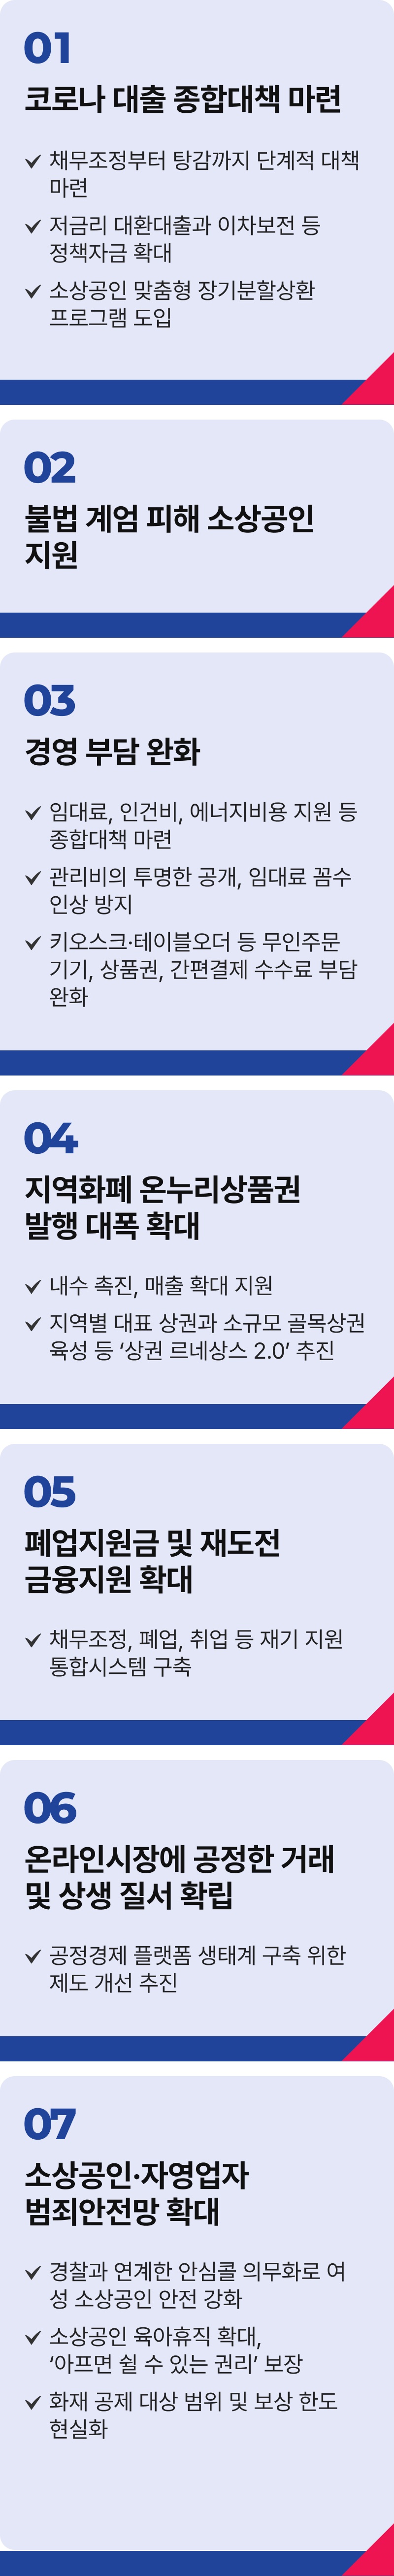 01
코로나 대출 종합대책 마련
채무조정부터 탕감까지 단계적 대책
마련
저금리 대환대출과 이차보전 등
정책자금 확대
소상공인 맞춤형 장기분할상환
프로그램 도입
02
불법 계엄 피해 소상공인
지원
03
경영 부담 완화
임대료, 인건비, 에너지비용 지원 등
종합대책 마련
관리비의 투명한 공개, 임대료 꼼수
인상 방지
키오스크·테이블오더 등 무인주문
기기, 상품권, 간편결제 수수료 부담
완화
04
지역화폐 온누리상품권
발행 대폭 확대
내수 촉진, 매출 확대 지원
지역별 대표 상권과 소규모 골목상권
육성 등 ‘상권 르네상스 2.0’ 추진
05
폐업지원금 및 재도전
금융지원 확대
채무조정, 폐업, 취업 등 재기 지원
통합시스템 구축
06
온라인시장에 공정한 거래
및 상생 질서 확립
공정경제 플랫폼 생태계 구축 위한
제도 개선 추진
07
소상공인·자영업자
범죄안전망 확대
경찰과 연계한 안심콜 의무화로 여
성 소상공인 안전 강화
소상공인 육아휴직 확대,
‘아프면 쉴 수 있는 권리’ 보장
화재 공제 대상 범위 및 보상 한도
현실화